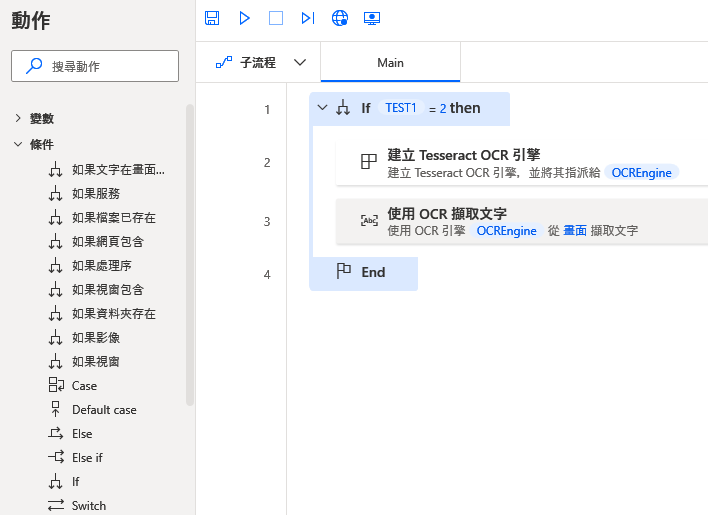 動作
搜尋動作
變數
條件
如果文字在畫面...
如果服務
如果檔案已存在
如果網頁包含
如果處理序
如果視窗包含
如果資料夾存在
如果影像
如果視窗
Case
Default case
Else
Else if
If
Switch
子流程
Main
1
If TEST1 = 2 then
2
建立 Tesseract OCR 引擎
建立 Tesseract OCR 引擎，並將其指派給 OCREngine
3
Abc
使用 OCR 擷取文字
使用 OCR 引擎 OCREngine 從 畫面 擷取文字
4
End